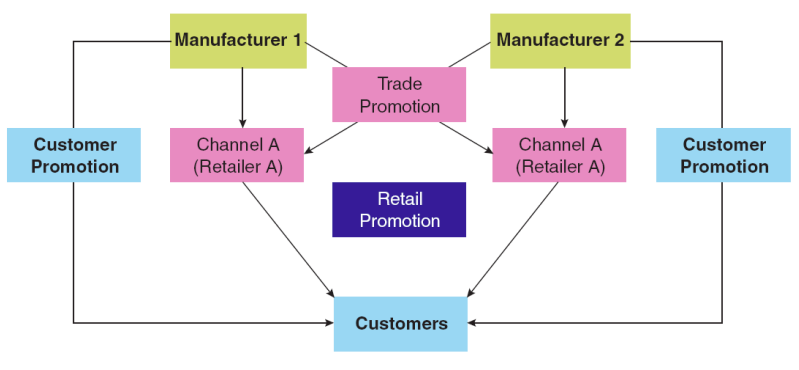 Manufacturer 1
Manufacturer 2
Trade
Promotion
Customer
Promotion
Channel A
(Retailer A)
Channel A
(Retailer A)
Customer
Promotion
Retail
Promotion
Customers